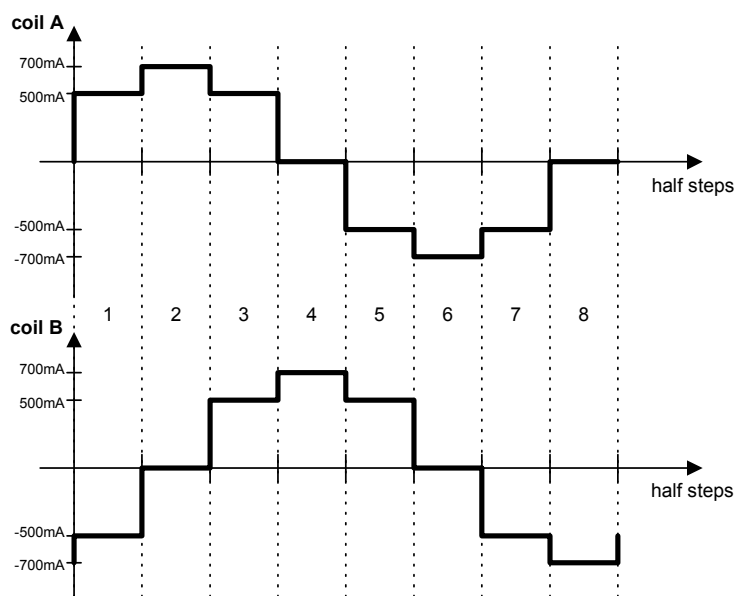 coil A
700mA
500mA
half steps
-500mA
-700mA
1 2 3 4 5 6 7 8
coil B
700mA
500mA
half steps
-500mA
-700mA